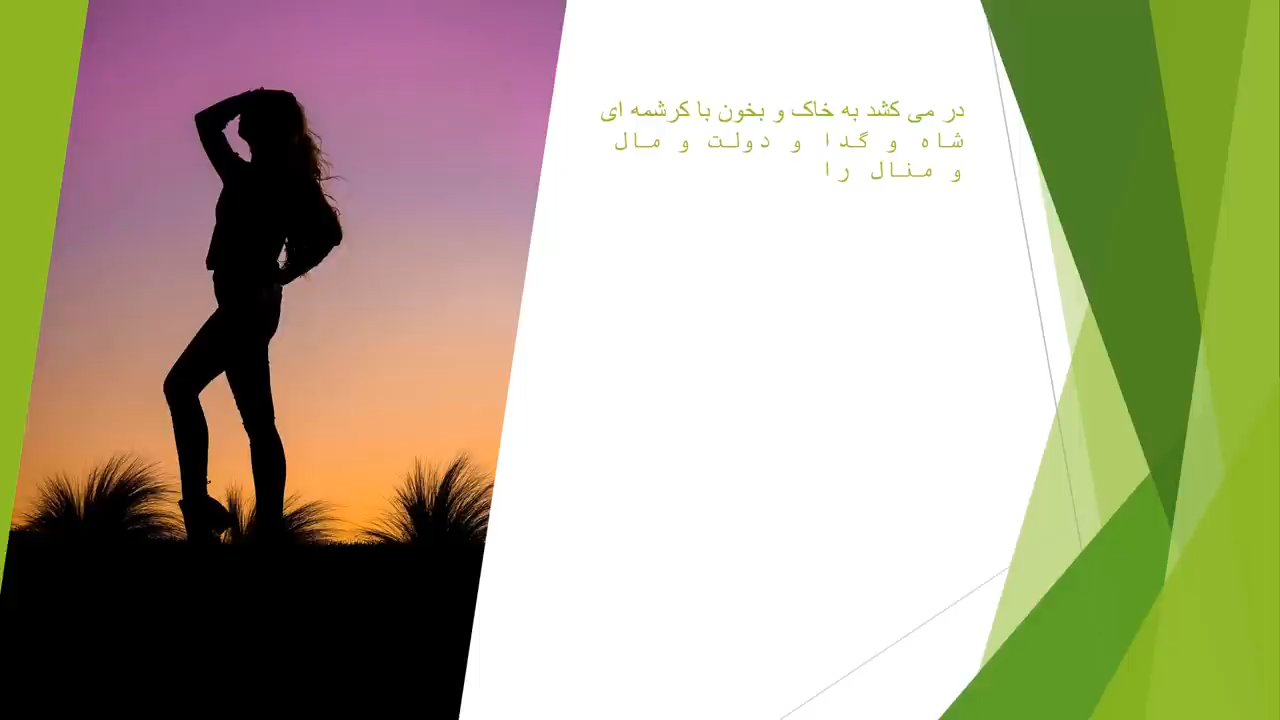 در می کشد به خاک و بخون با کرشمه ای
شاه و گدا و دولت و مال
و منال را